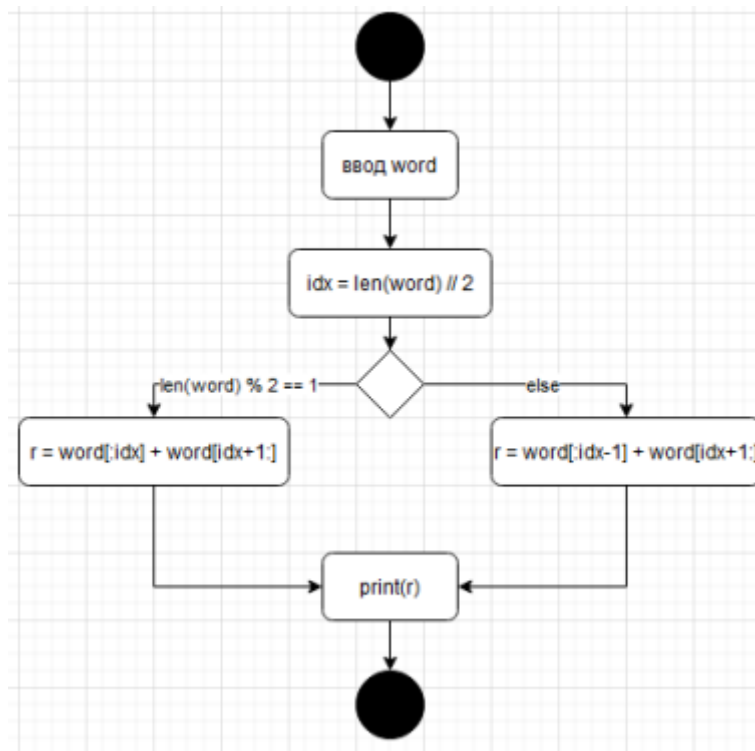 ввод word
idx = len(word) // 2
len(word) % 2 == 1
else
r = word[:idx] + word[idx+1:]
r = word[:idx-1] + word[idx+1:]
print(r)